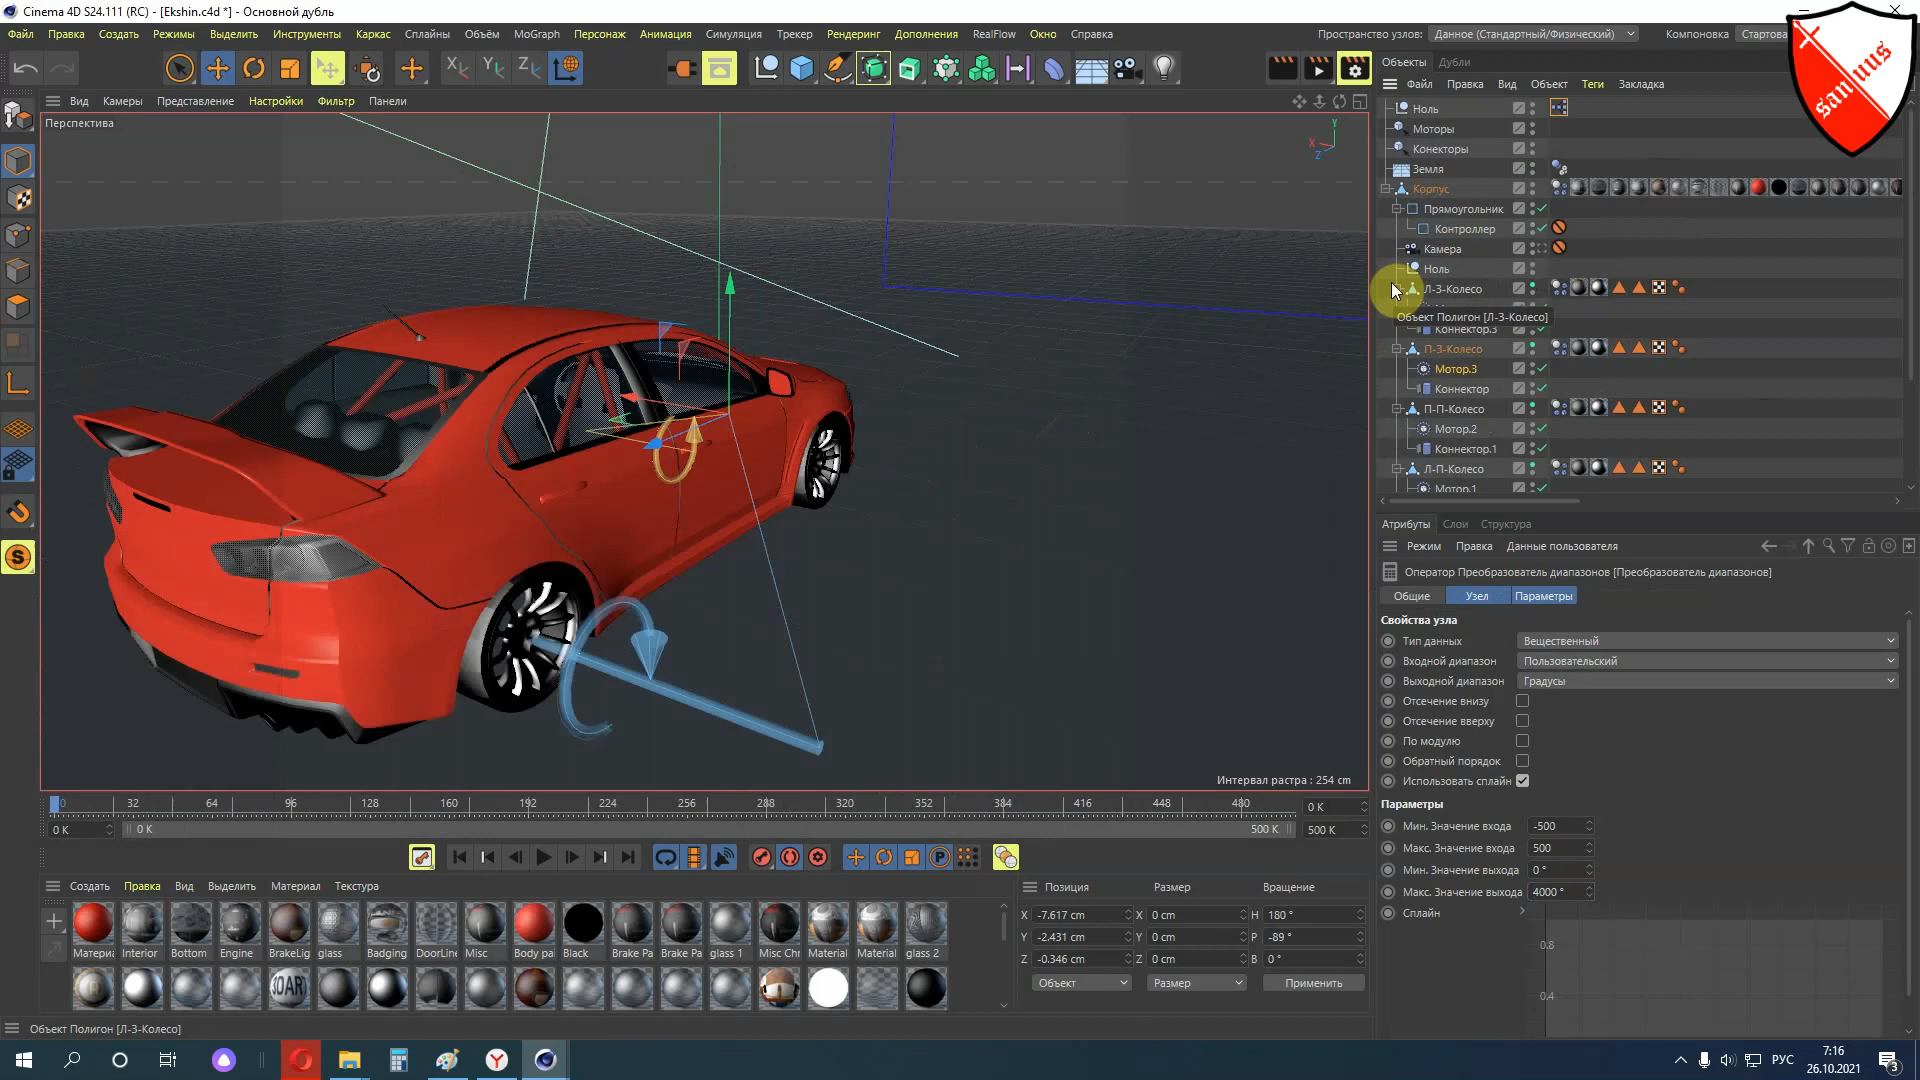 Cinema 4D S24.111 (RC) - [Ekshin.c4d *] - Основной дубль
Файл Правка Создать Режимы Выделить Инструменты Каркас Сплайны Объём MoGraph Персонаж Анимация Симуляция Трекер Рендеринг Дополнения RealFlow Окно Справка Пространство узлов: Данное (Стандартный/Физический) Компоновка Стартова
sanuus
Объекты Дубли
Файл Правка Вид Объект Теги Закладка
Вид Камеры Представление Настройки Фильтр Панели
Перспектива
Y
X
Z
Ноль
Моторы
Конекторы
Земля
Корпус
Прямоугольник
Контроллер
Камера
Ноль
Л-З-Колесо
Объект Полигон [Л-З-Колесо]
Коннектор.3
П-З-Колесо
Мотор.3
Коннектор
П-П-Колесо
Мотор.2
Коннектор.1
Л-П-Колесо
Мотор.1
Интервал растра : 254 cm
Атрибуты Слои Структура
Режим Правка Данные пользователя
Оператор Преобразователь диапазонов [Преобразователь диапазонов]
Общие Узел Параметры
Свойства узла
Тип данных Вещественный
Входной диапазон Пользовательский
Выходной диапазон Градусы
Отсечение внизу
Отсечение вверху
По модулю
Обратный порядок
Использовать сплайн
Параметры
Мин. Значение входа -500
Макс. Значение входа 500
Мин. Значение выхода 0 °
Макс. Значение выхода 4000 °
Сплайн
0.8
0.4
0 32 64 96 128 160 192 224 256 288 320 352 384 416 448 480 0 K
0 K 0 K 500 K 500 K
Создать Правка Вид Выделить Материал Текстура
Материа Interior Bottom Engine BrakeLig glass Badging DoorLine Misc Body pai Black Brake Pa Brake Pa glass 1 Misc Chr Material Material glass 2
Позиция Размер Вращение
X -7.617 cm X 0 cm H 180 °
Y -2.431 cm Y 0 cm P -89 °
Z -0.346 cm Z 0 cm B 0 °
Объект Размер Применить
Объект Полигон [Л-З-Колесо]
РУС
7:16
26.10.2021
3